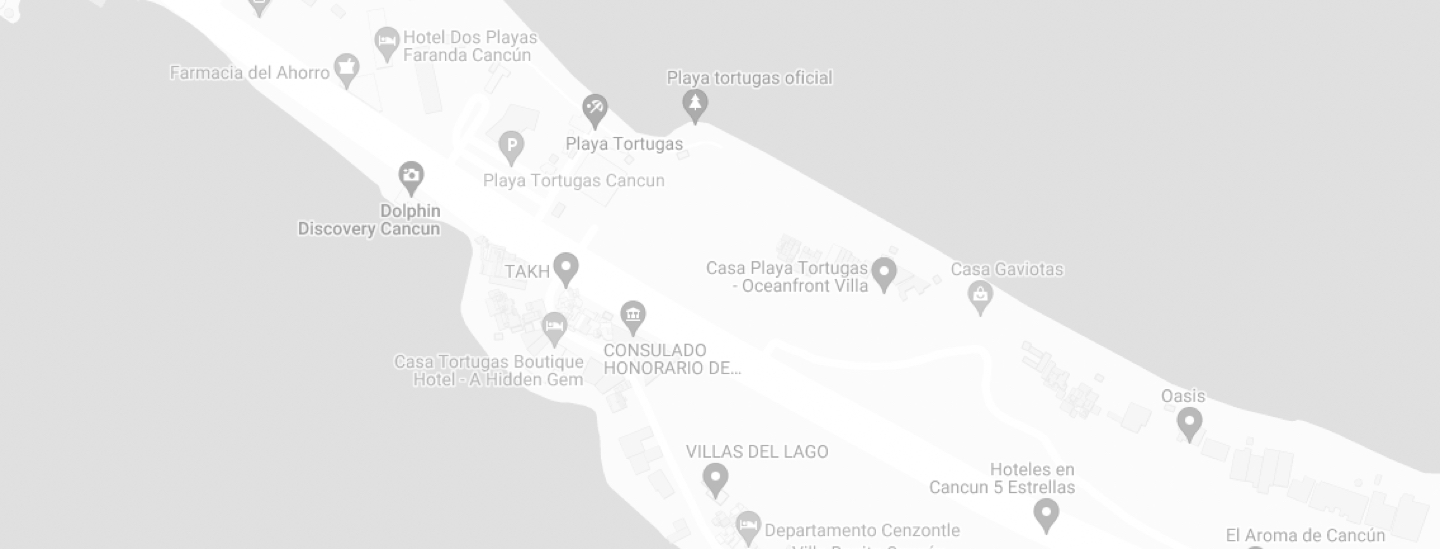 Hotel Dos Playas
Faranda Cancún
Farmacia del Ahorro
Playa tortugas oficial
Playa Tortugas
P
Playa Tortugas Cancun
Dolphin
Discovery Cancun
TAKH
Casa Playa Tortugas
- Oceanfront Villa
Casa Gaviotas
CONSULADO
HONORARIO DE...
Casa Tortugas Boutique
Hotel - A Hidden Gem
Oasis
VILLAS DEL LAGO
Hoteles en
Cancun 5 Estrellas
Departamento Cenzontle
El Aroma de Cancún